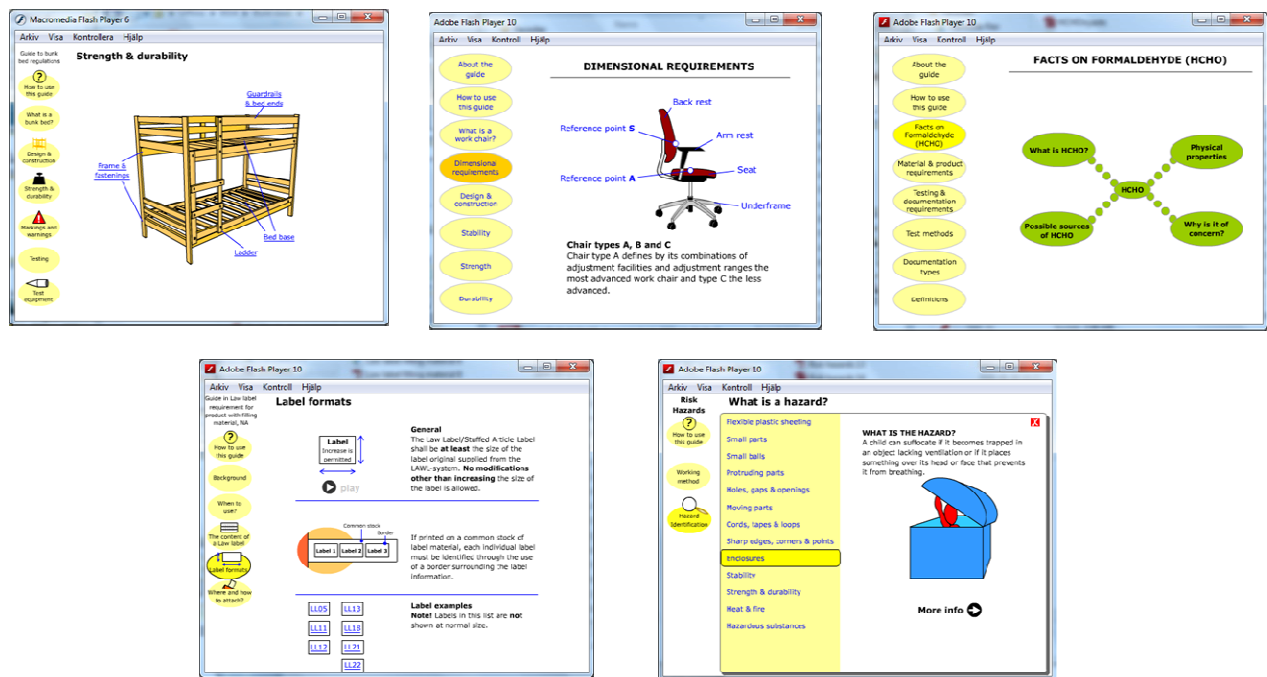 Macromedia Flash Player 6
Arkiv Visa Kontrollera Hjälp
Guide to bunk
bed regulations
?
How to use
this guide
What is a
bunk bed?
Design &
construction
Strength &
durability
Markings and
warnings
Testing
Test
equipment
Strength & durability
Guardrails
& bed ends
Frame &
fastenings
Bed base
Ladder
Adobe Flash Player 10
Arkiv Visa Kontroll Hjälp
About the
guide
How to use
this guide
What is a
work chair?
Dimensional
requirements
Design &
construction
Stability
Strength
Durability
DIMENSIONAL REQUIREMENTS
Back rest
Reference point S
Arm rest
Reference point A
Seat
Underframe
Chair types A, B and C
Chair type A defines by its combinations of
adjustment facilities and adjustment ranges the
most advanced work chair and type C the less
advanced.
Adobe Flash Player 10
Arkiv Visa Kontroll Hjälp
About the
guide
How to use
this guide
Facts on
Formaldehyde
(HCHO)
Material & product
requirements
Testing &
documentation
requirements
Test methods
Documentation
types
Definitions
FACTS ON FORMALDEHYDE (HCHO)
What is HCHO?
Physical
properties
HCHO
Possible sources
of HCHO
Why is it of
concern?
Adobe Flash Player 10
Arkiv Visa Kontroll Hjälp
Guide in Law label
requirement for
product with filling
material, NA
?
How to use
this guide
Background
When to
use?
The content of
a Law label
Label formats
Where and how
to attach?
Label formats
Label
Increase is
permitted
play
General
The Law Label/Stuffed Article Label
shall be at least the size of the
label original supplied from the
LAWL-system. No modifications
other than increasing the size of
the label is allowed.
Common stock
Border
Label 1 Label 2 Label 3
If printed on a common stock of
label material, each individual label
must be identified through the use
of a border surrounding the label
information.
LL05 LL13
LL11 LL18
LL12 LL21
LL22
Label examples
Note! Labels in this list are not
shown at normal size.
Adobe Flash Player 10
Arkiv Visa Kontroll Hjälp
Risk
Hazards
?
How to use
this guide
Working
method
Hazard
Identification
What is a hazard?
Flexible plastic sheeting
Small parts
Small balls
Protruding parts
Holes, gaps & openings
Moving parts
Cords, tapes & loops
Sharp edges, corners & points
Enclosures
Stability
Strength & durability
Heat & fire
Hazardous substances
X
WHAT IS THE HAZARD?
A child can suffocate if it becomes trapped in
an object lacking ventilation or if it places
something over its head or face that prevents
it from breathing.
More info